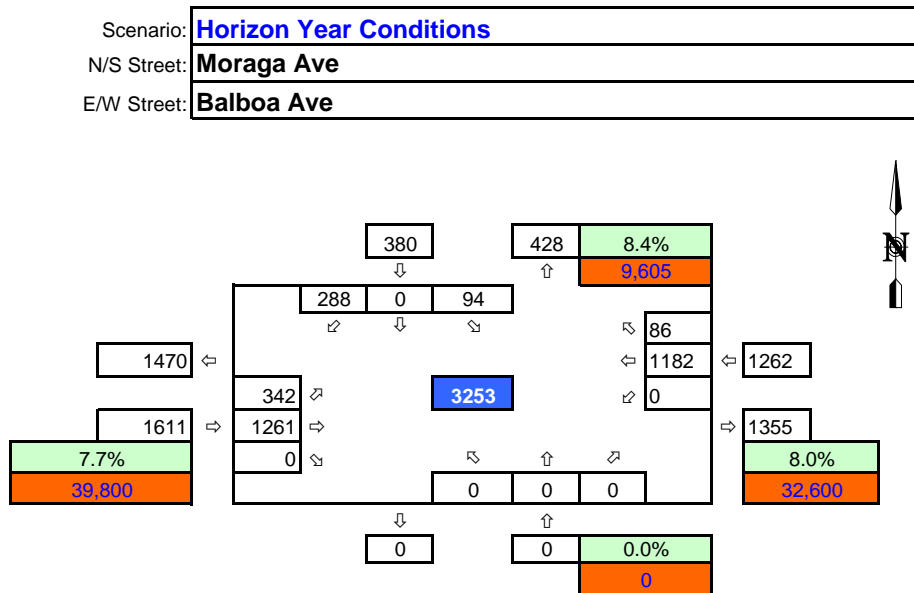 Scenario: Horizon Year Conditions
N/S Street: Moraga Ave
E/W Street: Balboa Ave
N
380 428 8.4%
⇩ ⇧ 9,605
288 0 94
⬃ ⇩ ⬂ ⬁ 86
1470 ⇦ ⇦ 1182 ⇦ 1262
342 ⬀ 3253 ⬃ 0
1611 ⇨ 1261 ⇨ ⇨ 1355
7.7% 0 ⬂ ⬁ ⇧ ⬀ 8.0%
39,800 0 0 0 32,600
⇩ ⇧
0 0 0.0%
0